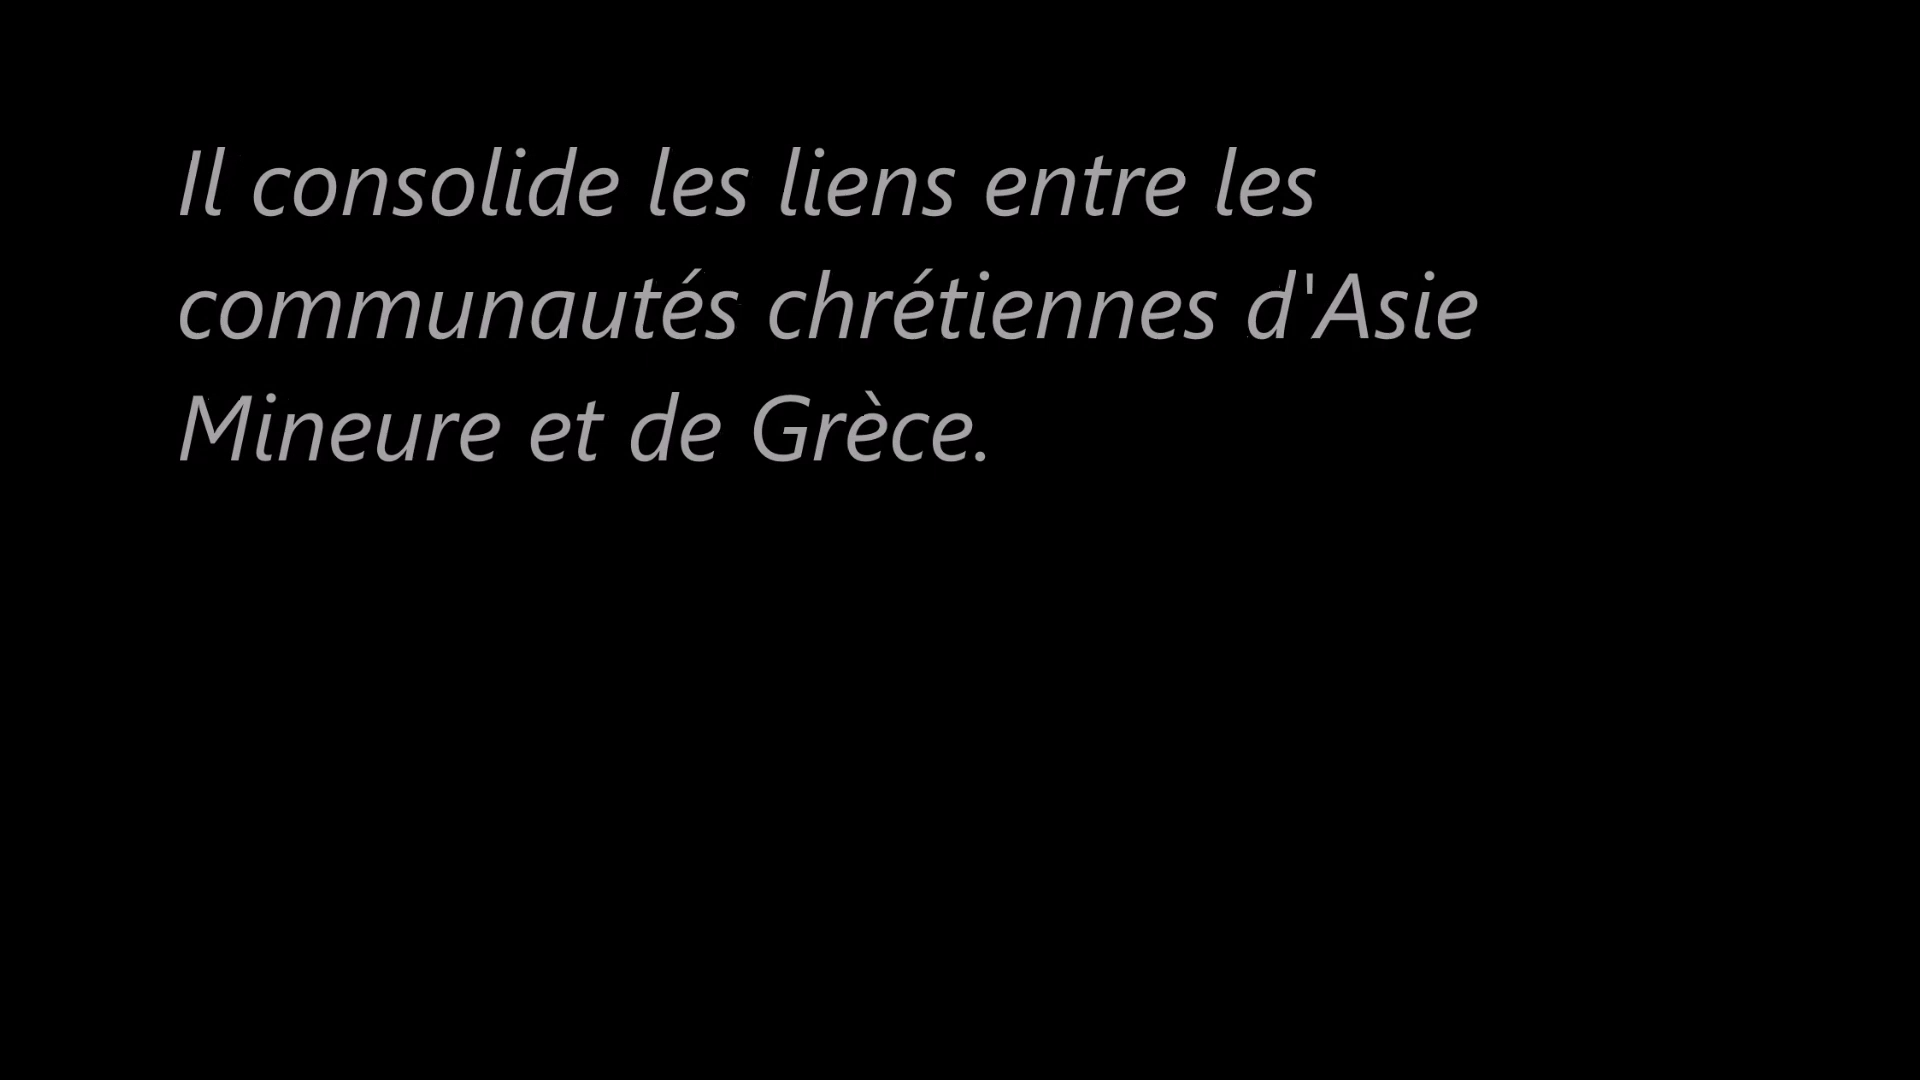 Il consolide les liens entre les
communautés chrétiennes d'Asie
Mineure et de Grèce.